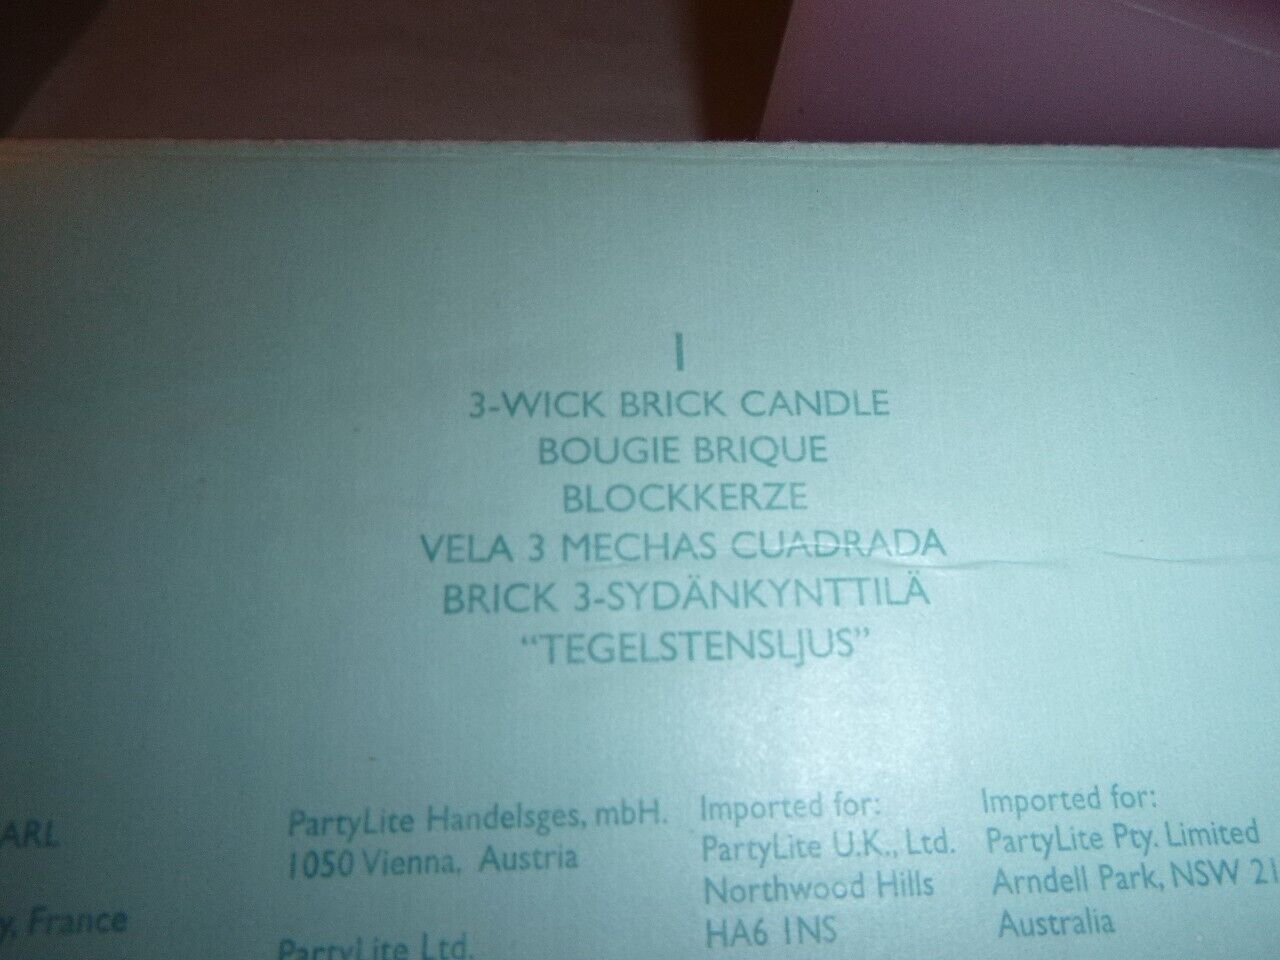 1
3-WICK BRICK CANDLE
BOUGIE BRIQUE
BLOCKKERZE
VELA 3 MECHAS CUADRADA
BRICK 3-SYDÄNKYNTTILÄ
“TEGELSTENSLJUS”
ARL
y, France
PartyLite Handelsges, mbH.
1050 Vienna, Austria
PartyLite Ltd.
Imported for:
PartyLite U.K., Ltd.
Northwood Hills
HA6 1NS
Imported for:
PartyLite Pty. Limited
Arndell Park, NSW 21
Australia